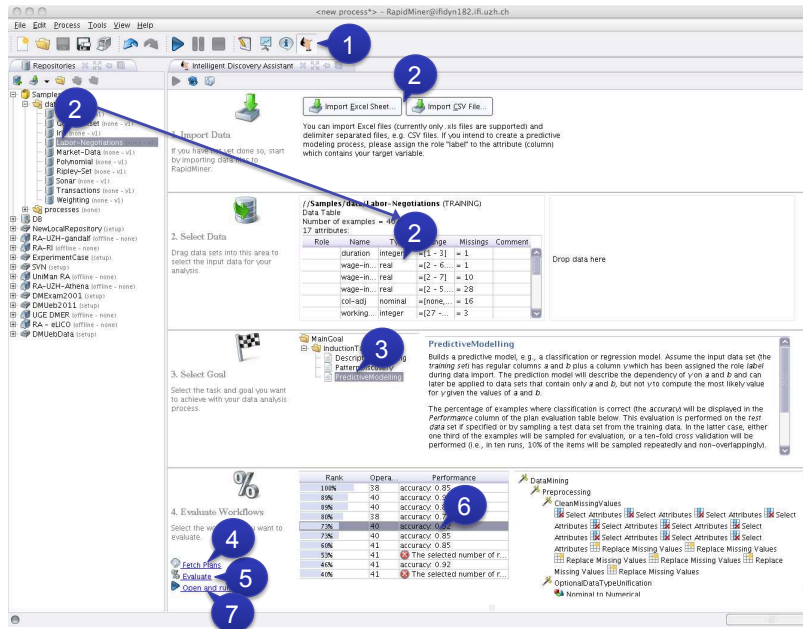 <new process*> – RapidMiner@ifidyn182.ifi.uzh.ch
File Edit Process Tools View Help
1
Repositories
Intelligent Discovery Assistant
Samples
data
- v1)
(none - v1)
Labor-Negotiations
Market-Data (none - v1)
Polynomial (none - v1)
Ripley-Set (none - v1)
Sonar (none - v1)
Transactions (none - v1)
Weighting (none - v1)
processes (none)
DB
NewLocalRepository (setup)
RA-UZH-gandalf (offline - none)
RA-RI (offline - none)
ExperimentCase (setup)
SVN (setup)
UniMan RA (offline - none)
RA-UZH-Athena (offline - none)
DMExam2001 (setup)
DMUeb2011 (setup)
UGE DMER (offline - none)
RA - eLICO (offline - none)
DMUebData (setup)
2
2
1. Import Data
If you have not yet done so, start by importing data files to RapidMiner.
Import Excel Sheet...
Import CSV File...
You can import Excel files (currently only .xls files are supported) and
delimiter separated files, e.g. CSV files. If you intend to create a predictive
modeling process, please assign the role "label" to the attribute (column)
which contains your target variable.
2. Select Data
Drag data sets into this area to
select the input data for your
analysis.
//Samples/data/Labor-Negotiations (TRAINING)
Data Table
Number of examples =
17 attributes:
2
Role Name Missings Comment
duration integer =[1 - 3] = 1
wage-in... real =[2 - 6.... = 1
wage-in... real =[2 - 7] = 10
wage-in... real =[2 - 5.... = 28
col-adj nominal =[none,... = 16
working... integer =[27 -... = 3
Drop data here
3. Select Goal
Select the task and goal you want
to achieve with your data analysis
process.
MainGoal
3
PredictiveModelling
PredictiveModelling
Builds a predictive model, e.g., a classification or regression model. Assume the input data set (the
training set) has regular columns a and b plus a column y which has been assigned the role label
during data import. The prediction model will describe the dependency of y on a and b and can
later be applied to data sets that contain only a and b, but not y to compute the most likely value
for y given the values of a and b.
The percentage of examples where classification is correct (the accuracy) will be displayed in the
Performance column of the plan evaluation table below. This evaluation is performed on the test
data set if specified or by sampling a test data set from the training data. In the latter case, either
one third of the examples will be sampled for evaluation, or a ten-fold cross validation will be
performed (i.e., in ten runs, 10% of the items will be sampled repeatedly and non-overlappingly).
4. Evaluate Workflows
Select the you want to
evaluate.
4
Fetch Plans
Evaluate
5
Open and
7
Rank Opera... Performance
100% 38 accuracy: 0.85
89% 40 accuracy:
89% 40 accuracy:
80% 38 accuracy:
73% 40 accuracy:
73% 40 accuracy: 0.85
60% 41 accuracy: 0.85
53% 41 The selected number of r...
46% 41 accuracy: 0.92
40% 41 The selected number of r...
6
DataMining
Preprocessing
CleanMissingValues
Select Attributes Select Attributes Select Attributes Select
Attributes Select Attributes Select Attributes Select
Attributes Replace Missing Values Replace Missing Values
Replace Missing Values Replace Missing Values Replace
Missing Values Replace Missing Values
OptionalDataTypeUnification
Nominal to Numerical